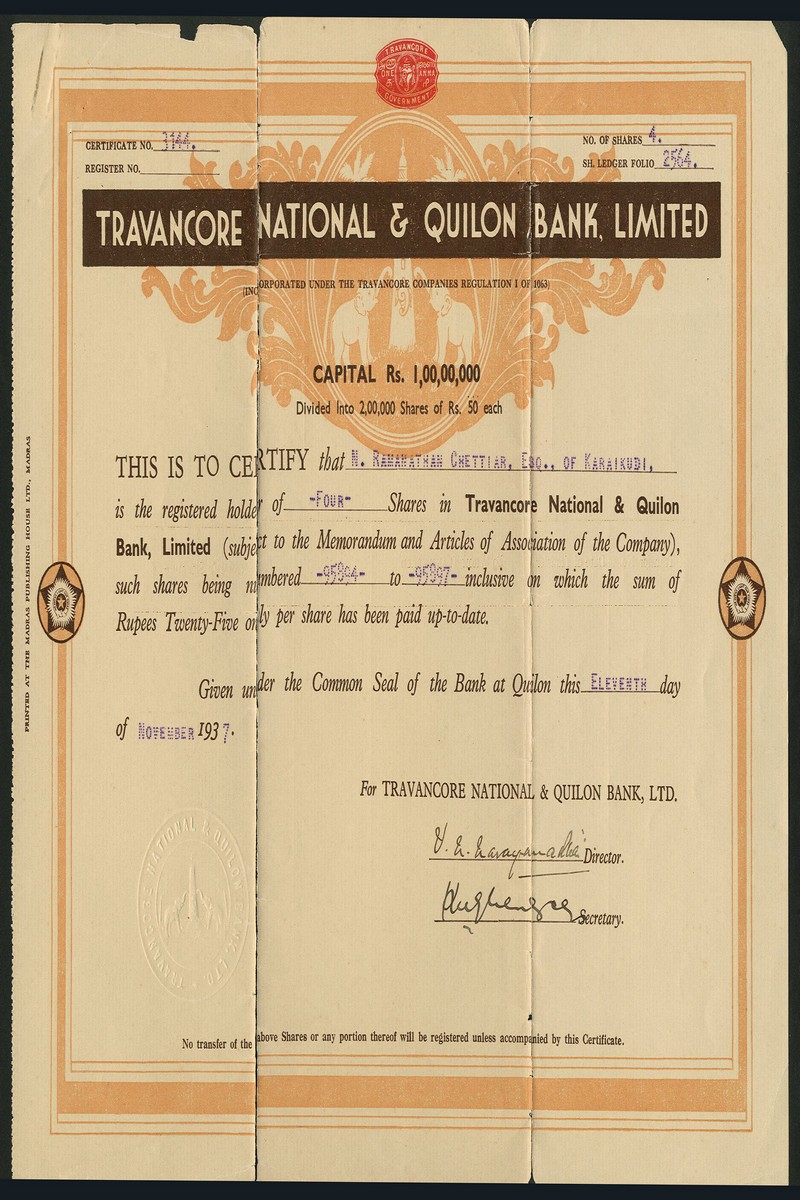 TRAVANCORE
ONE ANNA
GOVERNMENT
CERTIFICATE NO. 3144.
NO. OF SHARES 4.
REGISTER NO.
SH. LEDGER FOLIO 2564.
TRAVANCORE NATIONAL & QUILON BANK, LIMITED
(INCORPORATED UNDER THE TRAVANCORE COMPANIES REGULATION I OF 1063)
CAPITAL Rs. 1,00,00,000
Divided Into 2,00,000 Shares of Rs. 50 each
THIS IS TO CERTIFY that N. RAMANATHAN CHETTIAR, ESQ., OF KARAIKUDI,
is the registered holder of -FOUR- Shares in Travancore National & Quilon
Bank, Limited (subject to the Memorandum and Articles of Association of the Company),
such shares being numbered -95394- to -95397- inclusive on which the sum of
Rupees Twenty-Five only per share has been paid up-to-date.
Given under the Common Seal of the Bank at Quilon this ELEVENTH day
of NOVEMBER 1937.
For TRAVANCORE NATIONAL & QUILON BANK, LTD.
Director.
Secretary.
TRAVANCORE NATIONAL & QUILON BANK LTD.
No transfer of the above Shares or any portion thereof will be registered unless accompanied by this Certificate.
PRINTED AT THE MADRAS PUBLISHING HOUSE LTD., MADRAS